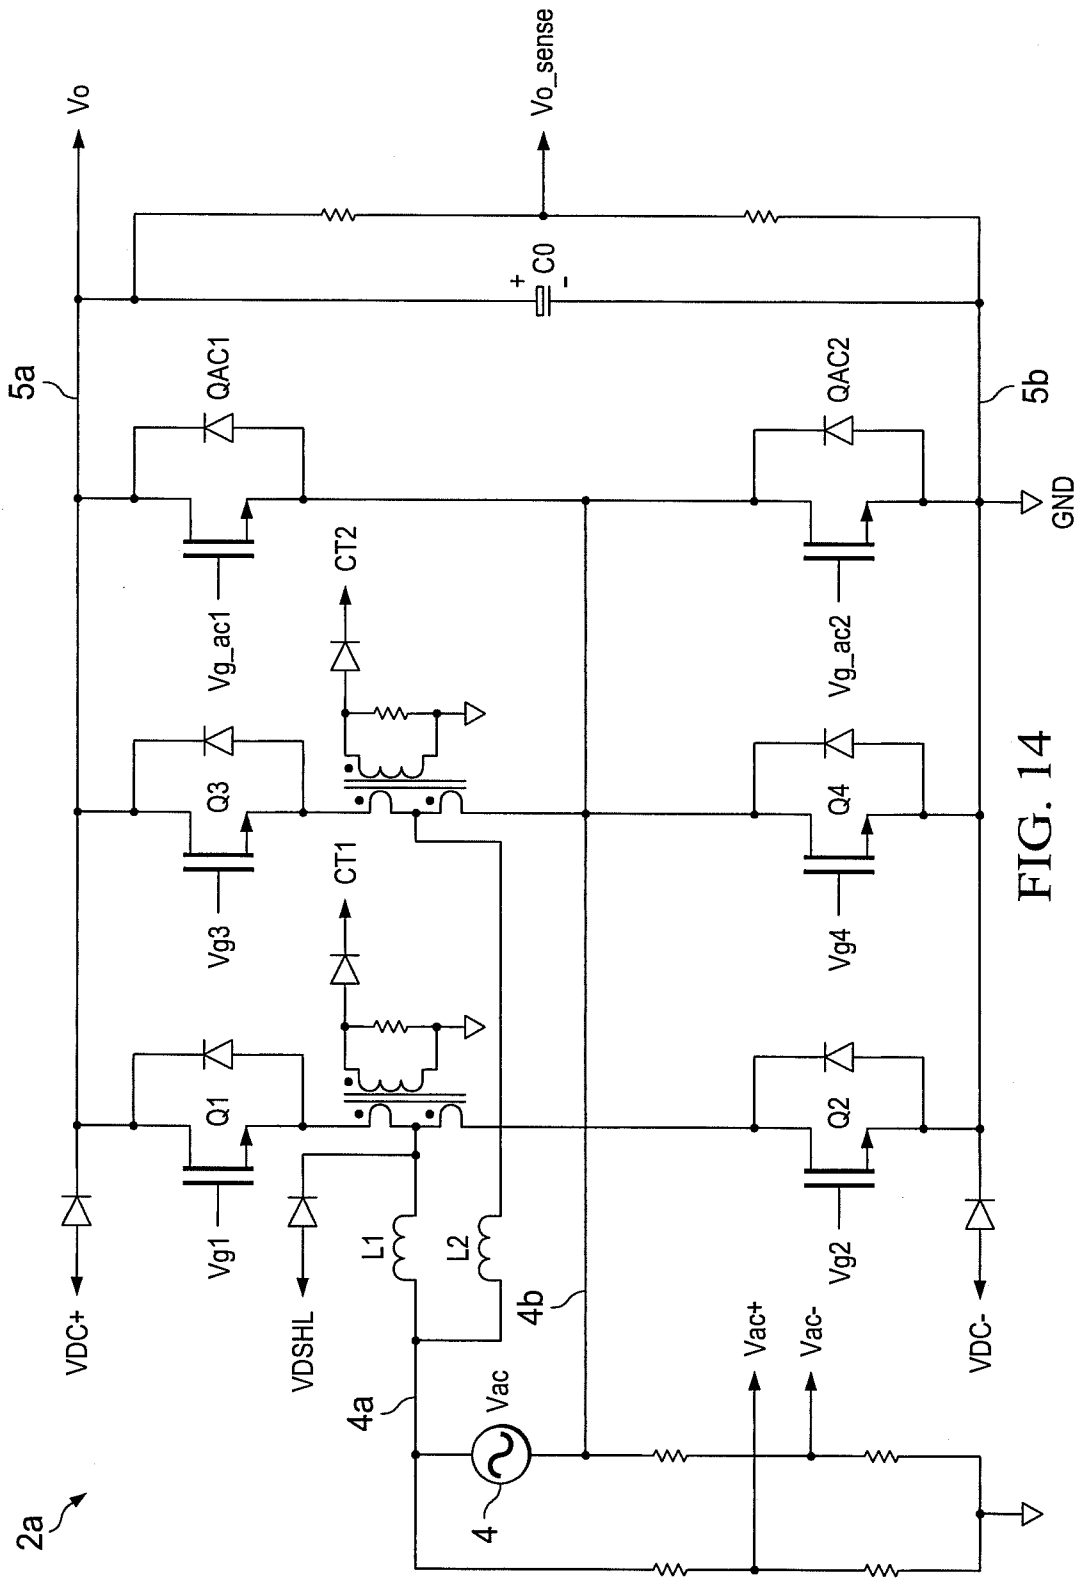 2a
5a
Vo
VDC+
Vg1
Q1
Vg3
Q3
Vg_ac1
QAC1
VDSHL
CT1
CT2
L1
L2
4a
4b
4
Vac
+
C0
-
Vo_sense
Vac+
Vac-
Vg2
Q2
Vg4
Q4
Vg_ac2
QAC2
VDC-
5b
GND
FIG. 14